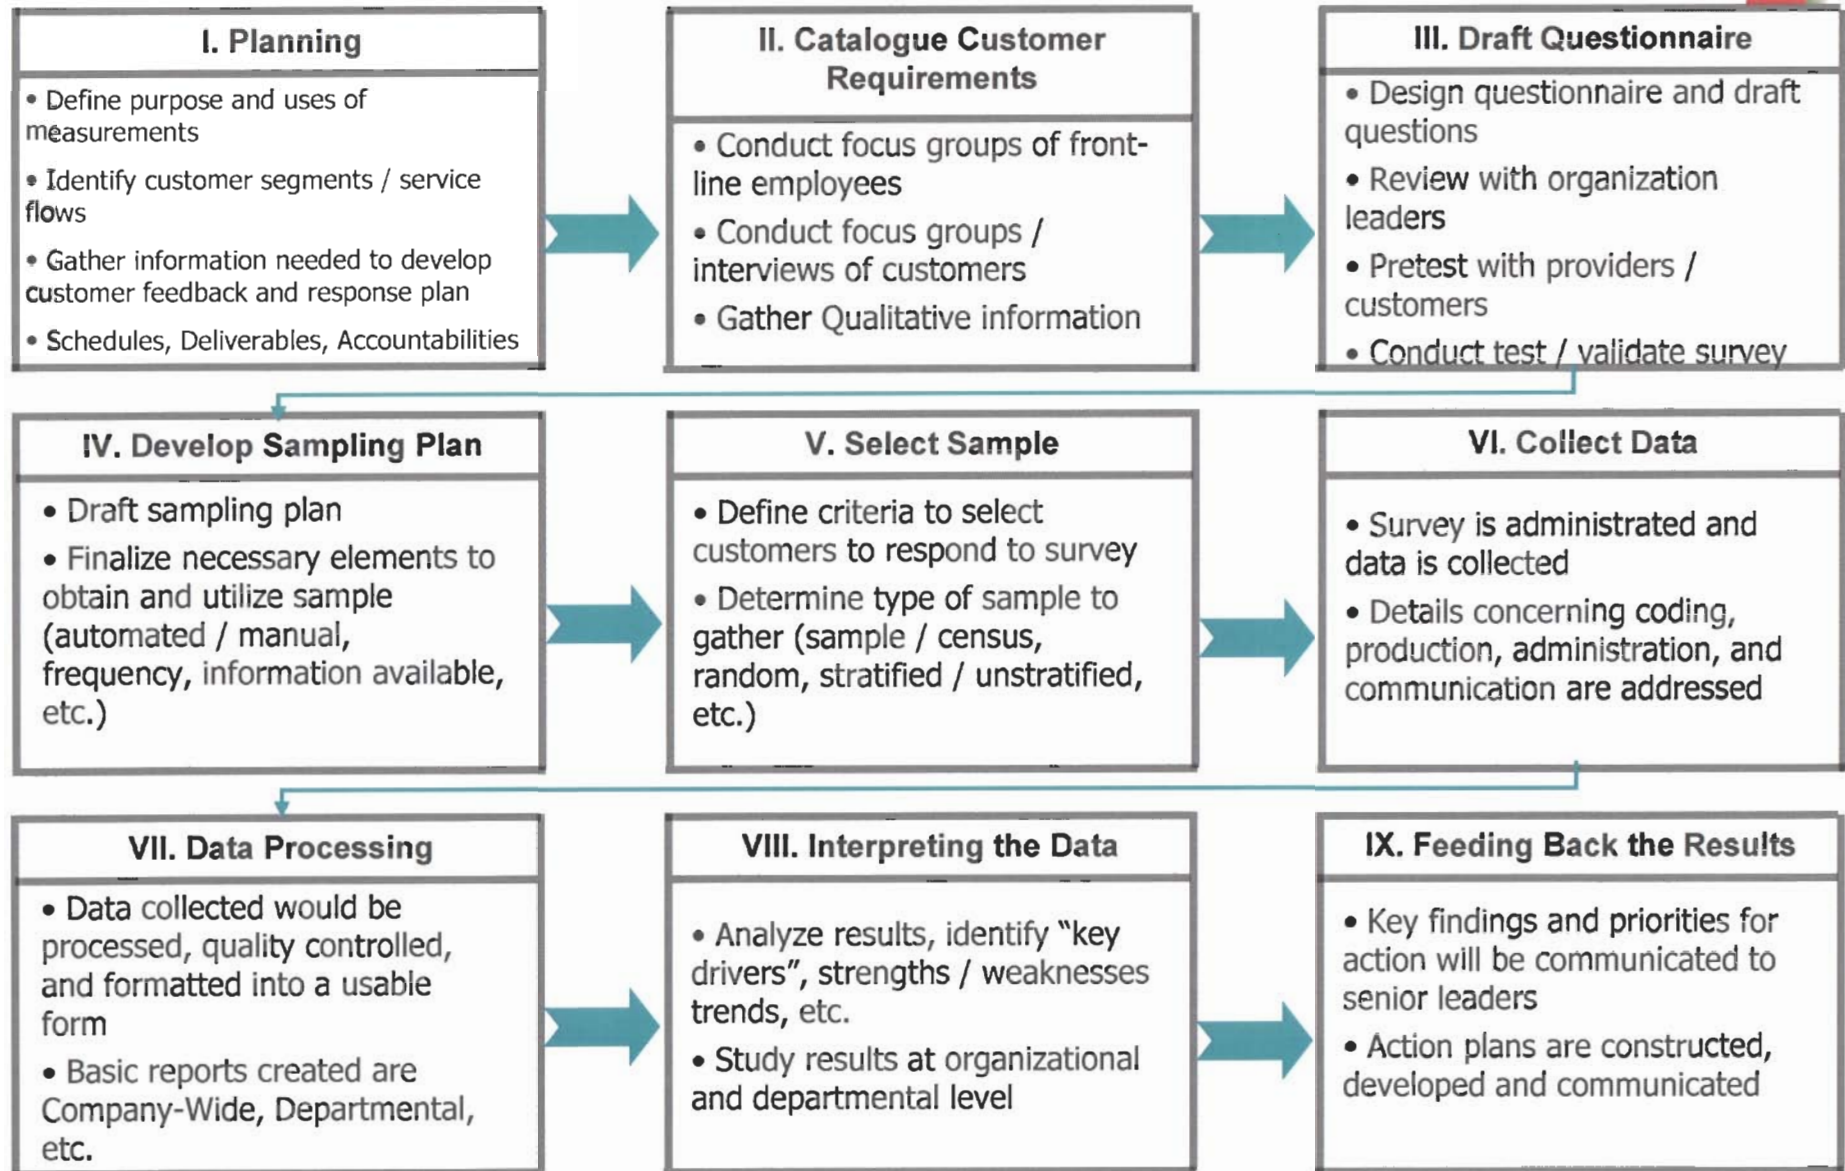 I. Planning
• Define purpose and uses of
measurements
• Identify customer segments / service
flows
• Gather information needed to develop
customer feedback and response plan
• Schedules, Deliverables, Accountabilities
II. Catalogue Customer
Requirements
• Conduct focus groups of front-
line employees
• Conduct focus groups /
interviews of customers
• Gather Qualitative information
III. Draft Questionnaire
• Design questionnaire and draft
questions
• Review with organization
leaders
• Pretest with providers /
customers
• Conduct test / validate survey
IV. Develop Sampling Plan
• Draft sampling plan
• Finalize necessary elements to
obtain and utilize sample
(automated / manual,
frequency, information available,
etc.)
V. Select Sample
• Define criteria to select
customers to respond to survey
• Determine type of sample to
gather (sample / census,
random, stratified / unstratified,
etc.)
VI. Collect Data
• Survey is administrated and
data is collected
• Details concerning coding,
production, administration, and
communication are addressed
VII. Data Processing
• Data collected would be
processed, quality controlled,
and formatted into a usable
form
• Basic reports created are
Company-Wide, Departmental,
etc.
VIII. Interpreting the Data
• Analyze results, identify “key
drivers”, strengths / weaknesses
trends, etc.
• Study results at organizational
and departmental level
IX. Feeding Back the Results
• Key findings and priorities for
action will be communicated to
senior leaders
• Action plans are constructed,
developed and communicated